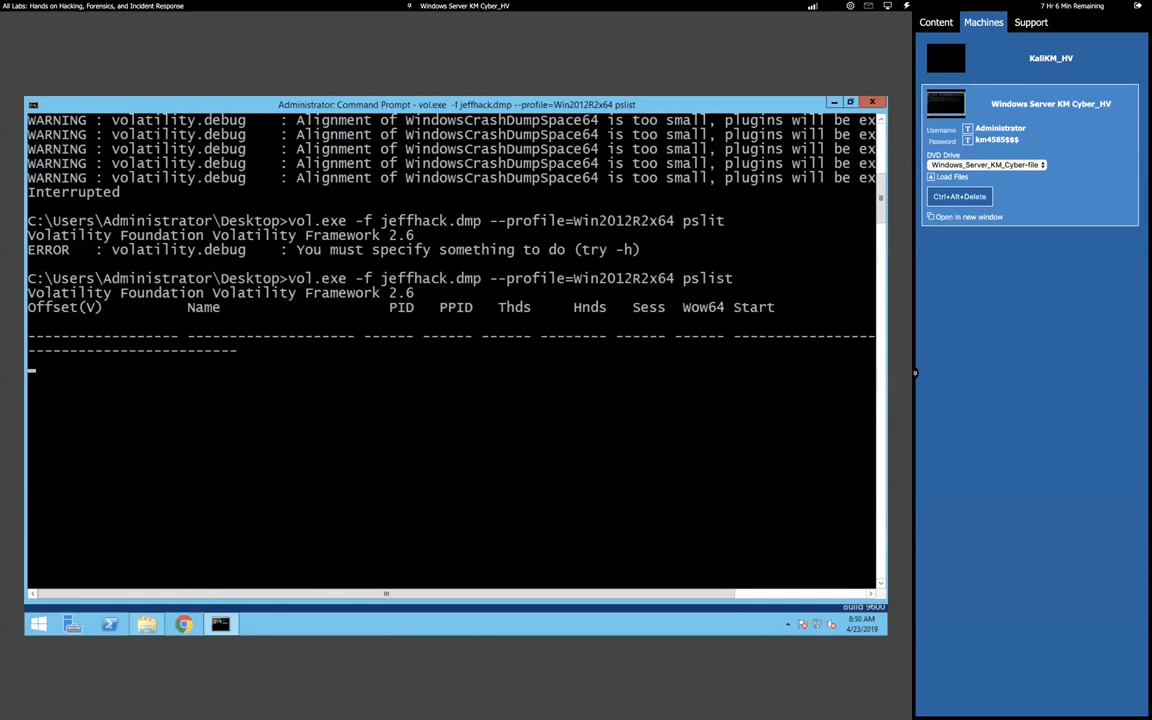 All Labs: Hands on Hacking, Forensics, and Incident Response
Windows Server KM Cyber_HV
7 Hr 6 Min Remaining
Content
Machines
Support
KaliKM_HV
Windows Server KM Cyber_HV
Username
T
Administrator
Password
T
km4585$$$
DVD Drive
Windows_Server_KM_Cyber-file
Load Files
Ctrl+Alt+Delete
Open in new window
Administrator: Command Prompt - vol.exe -f jeffhack.dmp --profile=Win2012R2x64 pslist
WARNING : volatility.debug    : Alignment of WindowsCrashDumpSpace64 is too small, plugins will be ex
WARNING : volatility.debug    : Alignment of WindowsCrashDumpSpace64 is too small, plugins will be ex
WARNING : volatility.debug    : Alignment of WindowsCrashDumpSpace64 is too small, plugins will be ex
WARNING : volatility.debug    : Alignment of WindowsCrashDumpSpace64 is too small, plugins will be ex
WARNING : volatility.debug    : Alignment of WindowsCrashDumpSpace64 is too small, plugins will be ex
Interrupted
C:\Users\Administrator\Desktop>vol.exe -f jeffhack.dmp --profile=Win2012R2x64 pslit
Volatility Foundation Volatility Framework 2.6
ERROR   : volatility.debug    : You must specify something to do (try -h)
C:\Users\Administrator\Desktop>vol.exe -f jeffhack.dmp --profile=Win2012R2x64 pslist
Volatility Foundation Volatility Framework 2.6
Offset(V)          Name                    PID   PPID   Thds     Hnds   Sess  Wow64 Start
------------------ -------------------- ------ ------ ------ -------- ------ ------ -----------------
-------------------------
Build 9600
8:50 AM
4/23/2019